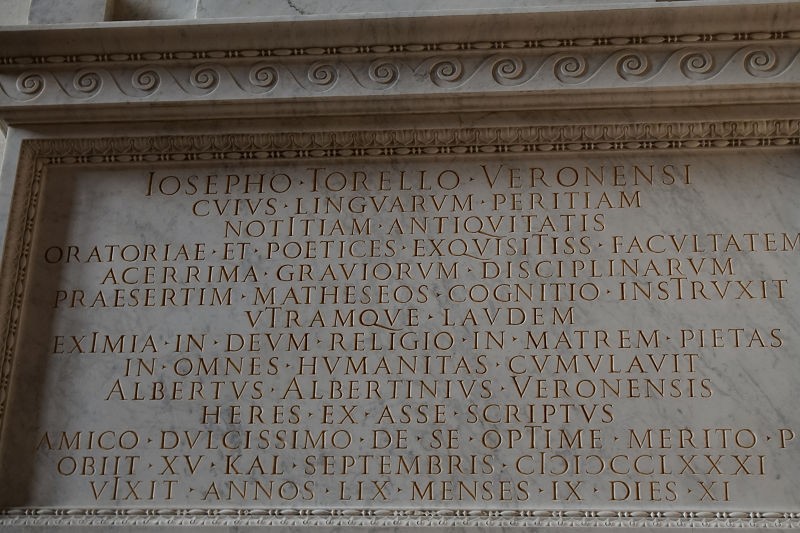 IOSEPHO · TORELLO · VERONENSI
CVIVS · LINGVARVM · PERITIAM
NOTITIAM · ANTIQVITATIS
ORATORIAE · ET · POETICES · EXQVISITISS · FACVLTATEM
ACERRIMA · GRAVIORVM · DISCIPLINARVM
PRAESERTIM · MATHESEOS · COGNITIO · INSTRVXIT
VTRAMQVE · LAVDEM
EXIMIA · IN · DEVM · RELIGIO · IN · MATREM · PIETAS
IN · OMNES · HVMANITAS · CVMVLAVIT
ALBERTVS · ALBERTINIVS · VERONENSIS
HERES · EX · ASSE · SCRIPTVS
AMICO · DVLCISSIMO · DE · SE · OPTIME · MERITO · P
OBIIT · XV · KAL · SEPTEMBRIS · CIↃIↃCCLXXXI
VIXIT · ANNOS · LIX · MENSES · IX · DIES · XI